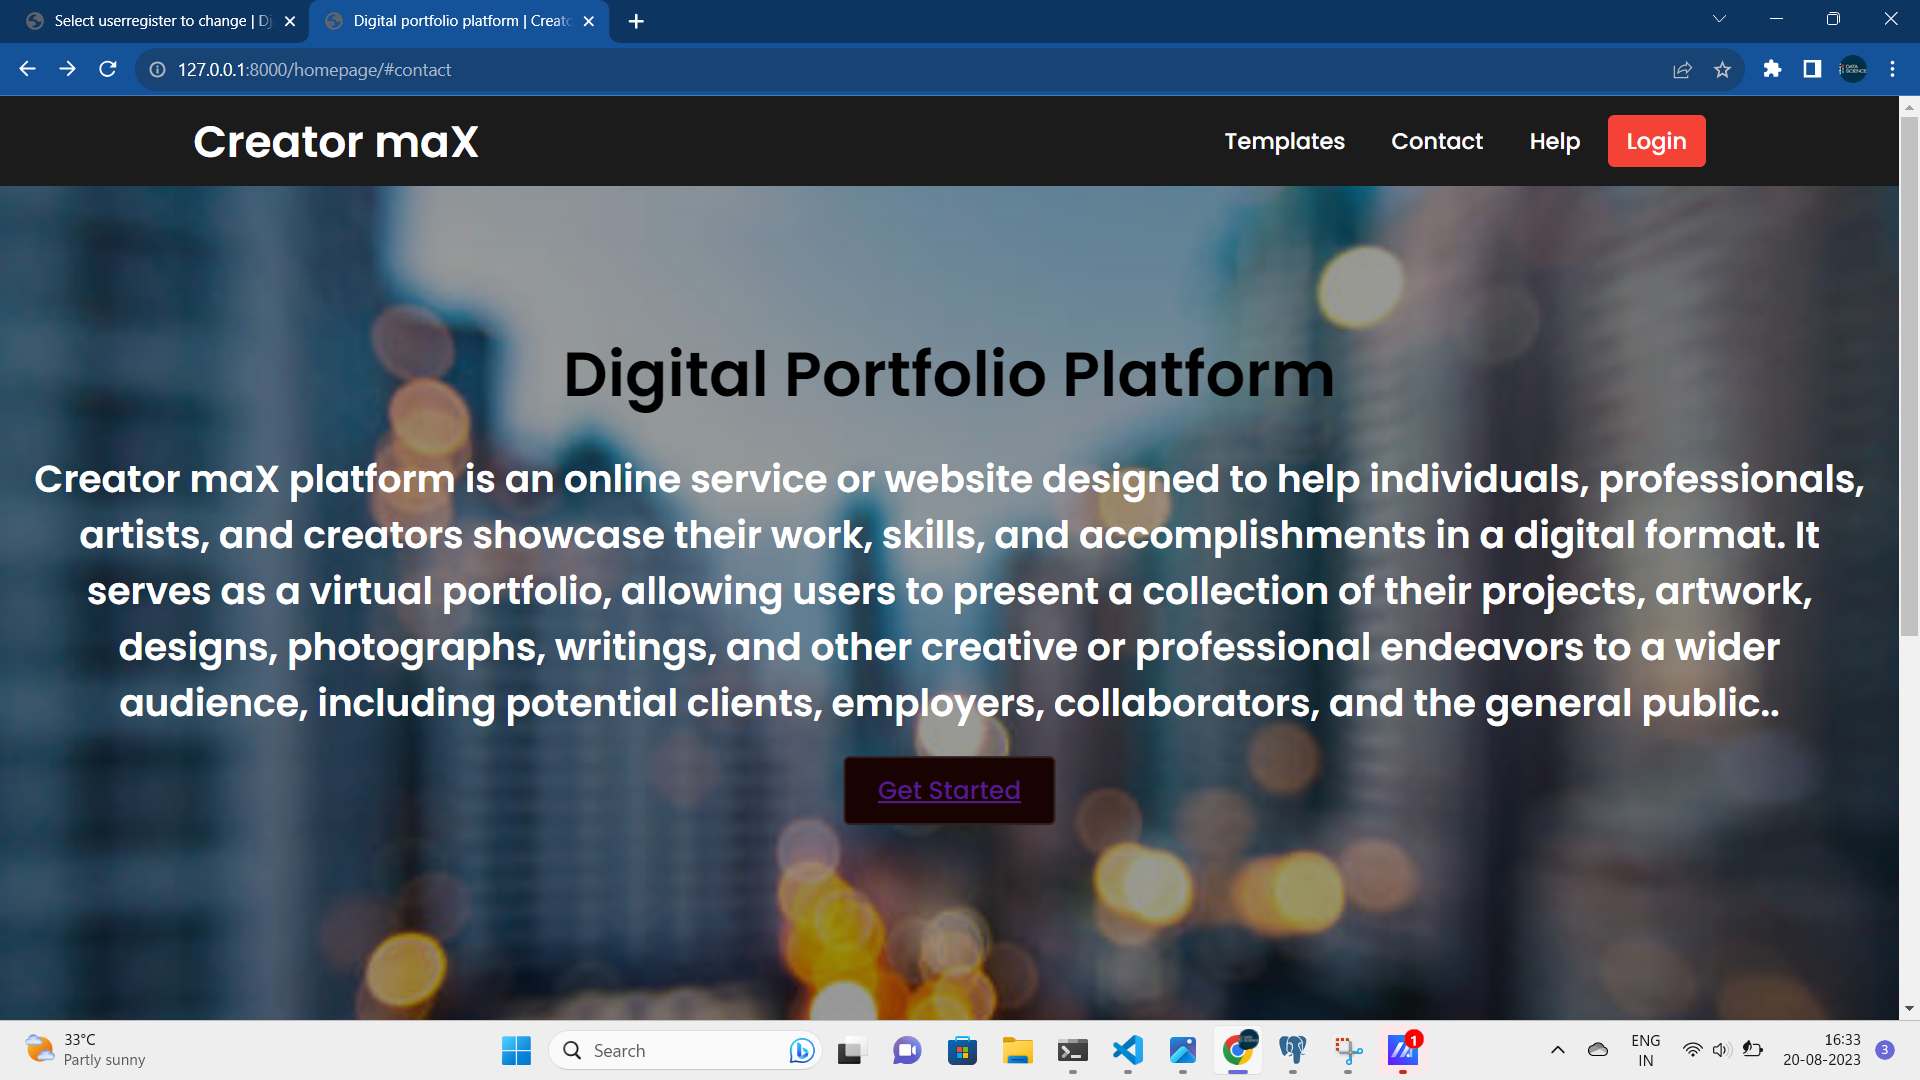 Select userregister to change | Dj
Digital portfolio platform | Creato
127.0.0.1:8000/homepage/#contact
DATA
SCIENCE
Creator maX
Templates
Contact
Help
Login
Digital Portfolio Platform
Creator maX platform is an online service or website designed to help individuals, professionals,
artists, and creators showcase their work, skills, and accomplishments in a digital format. It
serves as a virtual portfolio, allowing users to present a collection of their projects, artwork,
designs, photographs, writings, and other creative or professional endeavors to a wider
audience, including potential clients, employers, collaborators, and the general public..
Get Started
33°C
Partly sunny
Search
1
ENG
IN
16:33
20-08-2023
3